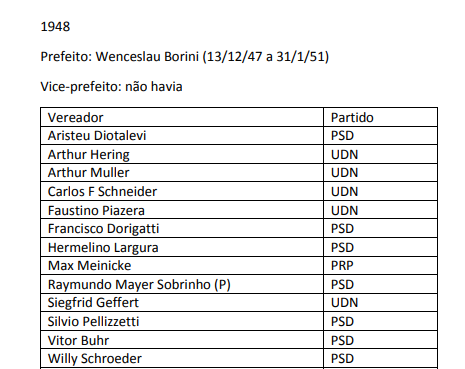 1948
Prefeito: Wenceslau Borini (13/12/47 a 31/1/51)
Vice-prefeito: não havia
Vereador Partido
Aristeu Diotalevi PSD
Arthur Hering UDN
Arthur Muller UDN
Carlos F Schneider UDN
Faustino Piazera UDN
Francisco Dorigatti PSD
Hermelino Largura PSD
Max Meinicke PRP
Raymundo Mayer Sobrinho (P) PSD
Siegfrid Geffert UDN
Silvio Pellizzetti PSD
Vitor Buhr PSD
Willy Schroeder PSD